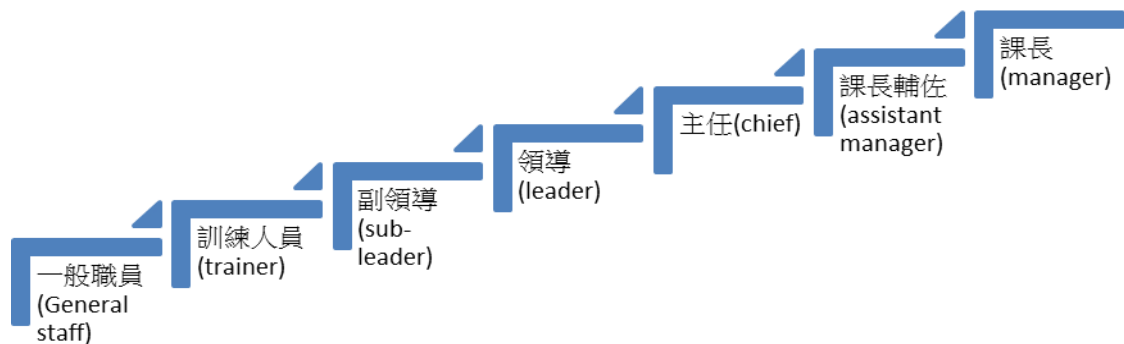 一般職員
(General
staff)
訓練人員
(trainer)
副領導
(sub-
leader)
領導
(leader)
主任(chief)
課長輔佐
(assistant
manager)
課長
(manager)